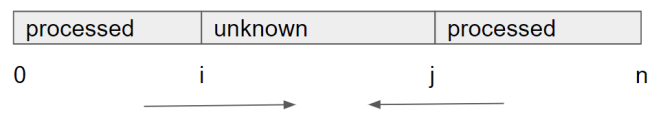 processed unknown processed
0 i j n